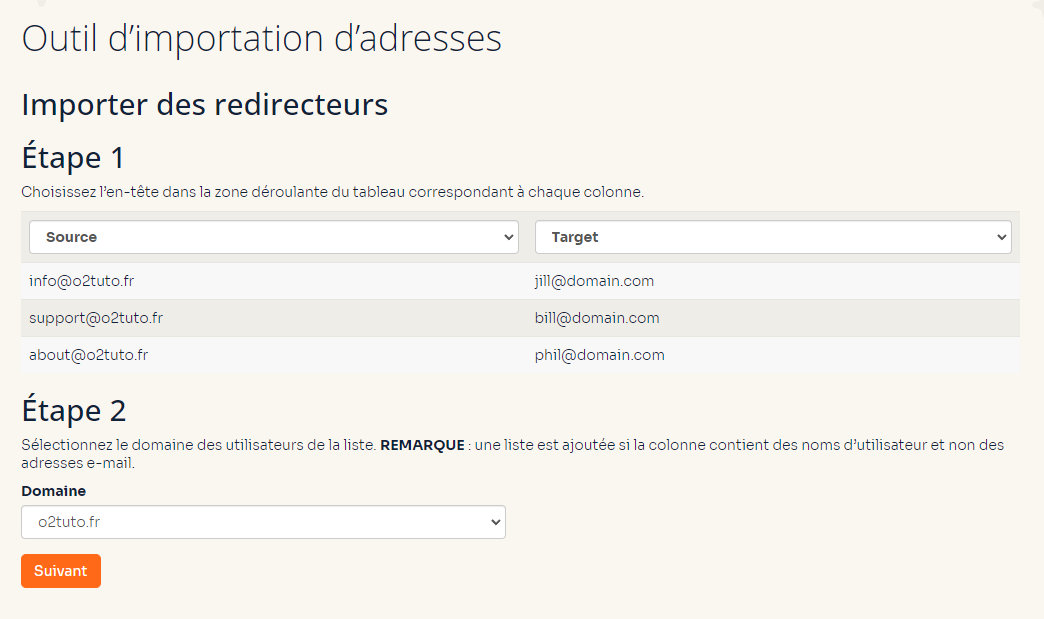 Outil d’importation d’adresses
Importer des redirecteurs
Étape 1
Choisissez l’en-tête dans la zone déroulante du tableau correspondant à chaque colonne.
Source Target
info@o2tuto.fr jill@domain.com
support@o2tuto.fr bill@domain.com
about@o2tuto.fr phil@domain.com
Étape 2
Sélectionnez le domaine des utilisateurs de la liste. REMARQUE : une liste est ajoutée si la colonne contient des noms d’utilisateur et non des
adresses e-mail.
Domaine
o2tuto.fr
Suivant